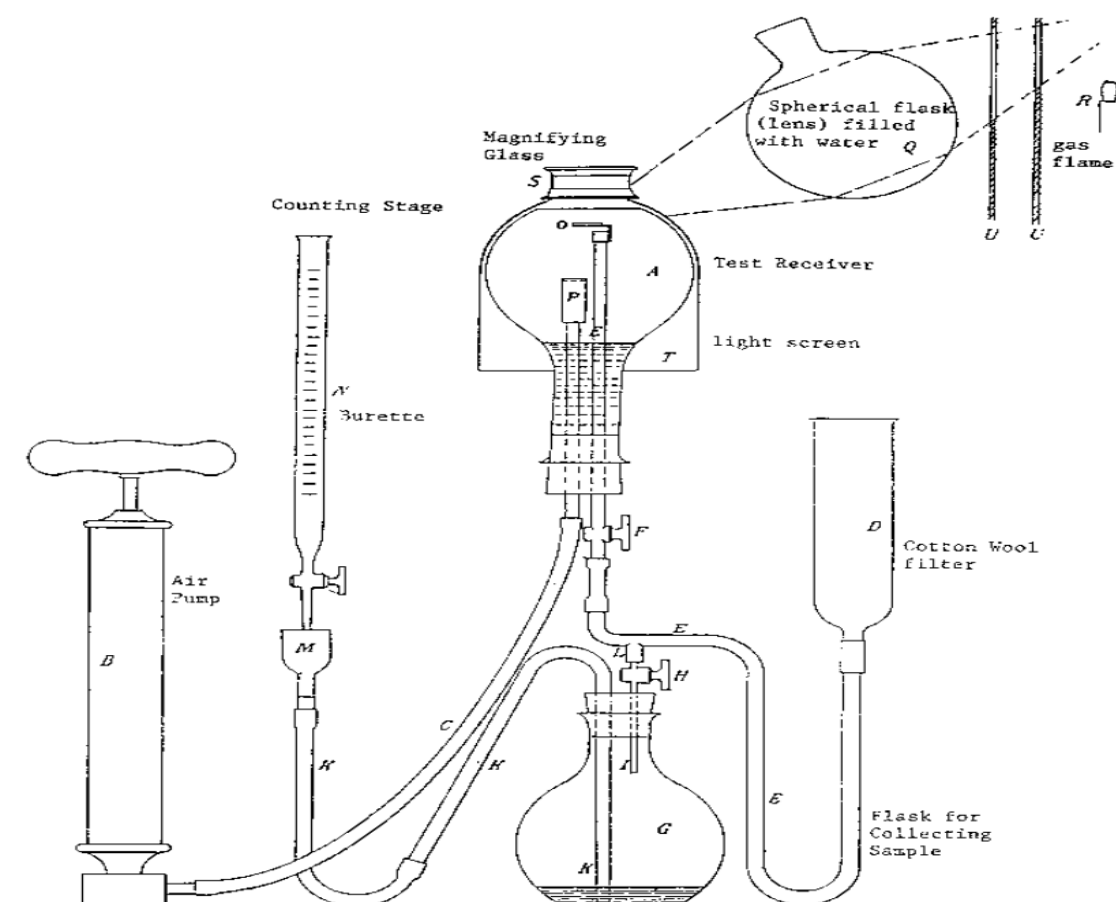 Spherical flask
(lens) filled
with water Q
R
gas
flame
U U
Magnifying
Glass
S
Counting Stage
O
A
Test Receiver
P
E
light screen
T
N
Burette
D
F
Cotton Wool
filter
Air
Pump
B
M
E
L
H
C
K
K
I
E
G
Flask for
Collecting
Sample
K